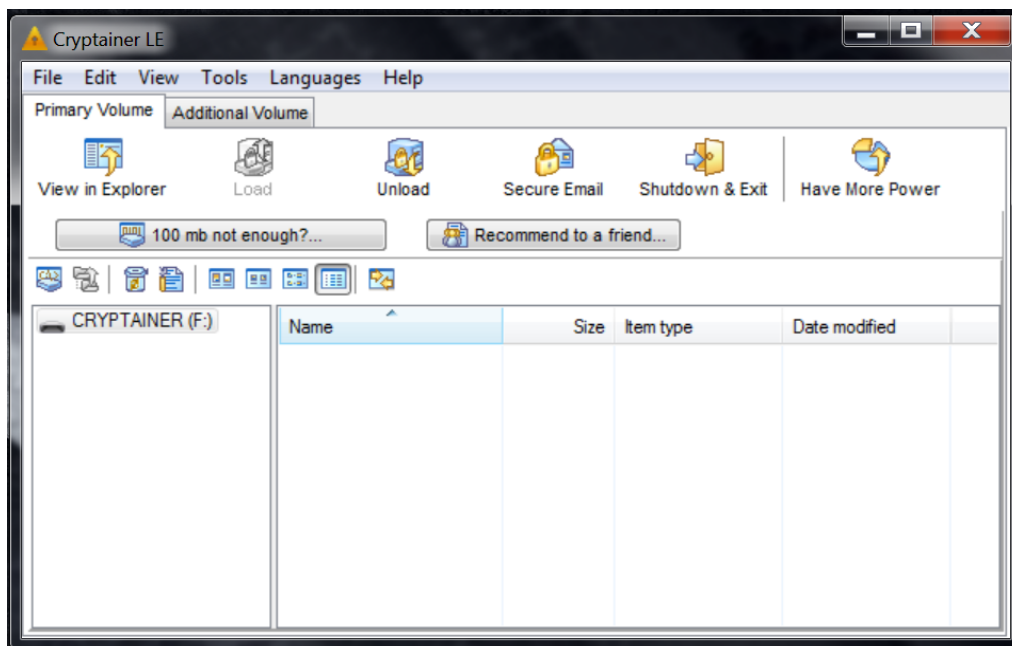 Cryptainer LE
File Edit View Tools Languages Help
Primary Volume Additional Volume
View in Explorer Load Unload Secure Email Shutdown & Exit Have More Power
100 mb not enough?... Recommend to a friend...
CRYPTAINER (F:) Name Size Item type Date modified